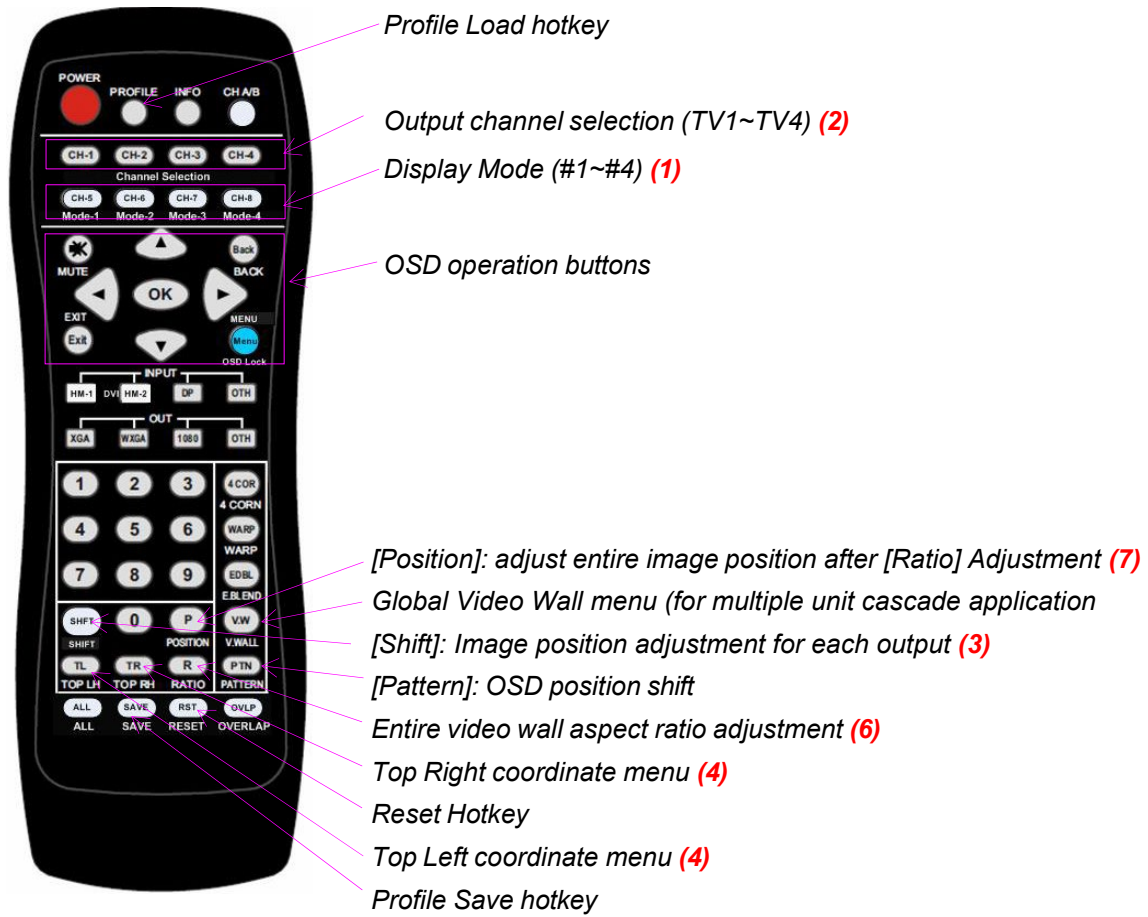 Profile Load hotkey
POWER
PROFILE INFO CH A/B
Output channel selection (TV1~TV4) (2)
CH-1 CH-2 CH-3 CH-4
Channel Selection
Display Mode (#1~#4) (1)
CH-5 CH-6 CH-7 CH-8
Mode-1 Mode-2 Mode-3 Mode-4
OSD operation buttons
Back
MUTE BACK
OK
EXIT MENU
Exit Menu
OSD Lock
INPUT
HM-1 DVI HM-2 DP OTH
OUT
XGA WXGA 1080 OTH
1 2 3 4 COR
4 CORN
4 5 6 WARP
WARP
7 8 9 EDBL
E.BLEND
SHFT 0 P V.W
SHIFT POSITION V.WALL
TL TR R PTN
TOP LH TOP RH RATIO PATTERN
ALL SAVE RST OVLP
ALL SAVE RESET OVERLAP
[Position]: adjust entire image position after [Ratio] Adjustment (7)
Global Video Wall menu (for multiple unit cascade application
[Shift]: Image position adjustment for each output (3)
[Pattern]: OSD position shift
Entire video wall aspect ratio adjustment (6)
Top Right coordinate menu (4)
Reset Hotkey
Top Left coordinate menu (4)
Profile Save hotkey